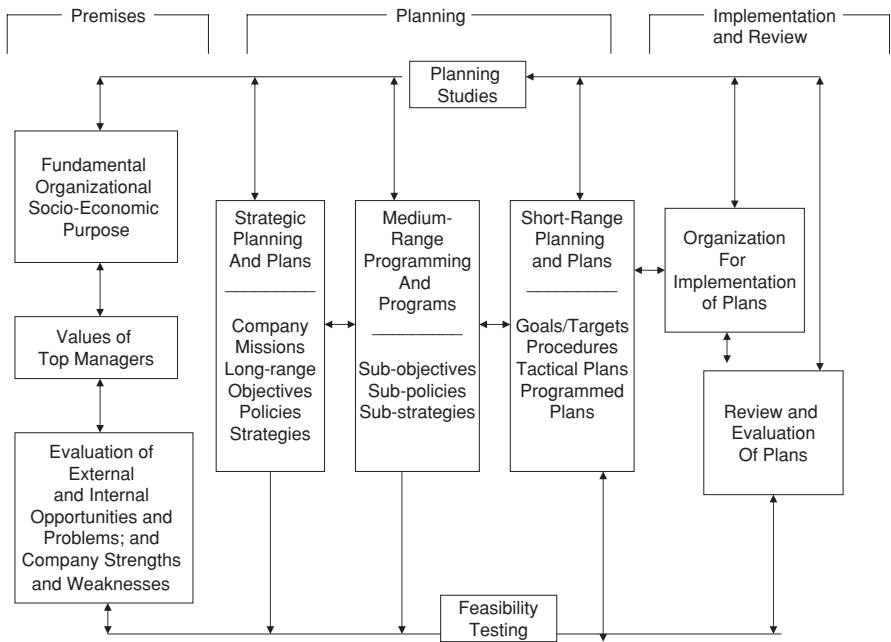 Premises
Planning
Implementation
and Review
Planning
Studies
Fundamental
Organizational
Socio-Economic
Purpose
Values of
Top Managers
Evaluation of
External
and Internal
Opportunities and
Problems; and
Company Strengths
and Weaknesses
Strategic
Planning
And Plans
Company
Missions
Long-range
Objectives
Policies
Strategies
Medium-
Range
Programming
And
Programs
Sub-objectives
Sub-policies
Sub-strategies
Short-Range
Planning
and Plans
Goals/Targets
Procedures
Tactical Plans
Programmed
Plans
Organization
For
Implementation
of Plans
Review and
Evaluation
Of Plans
Feasibility
Testing